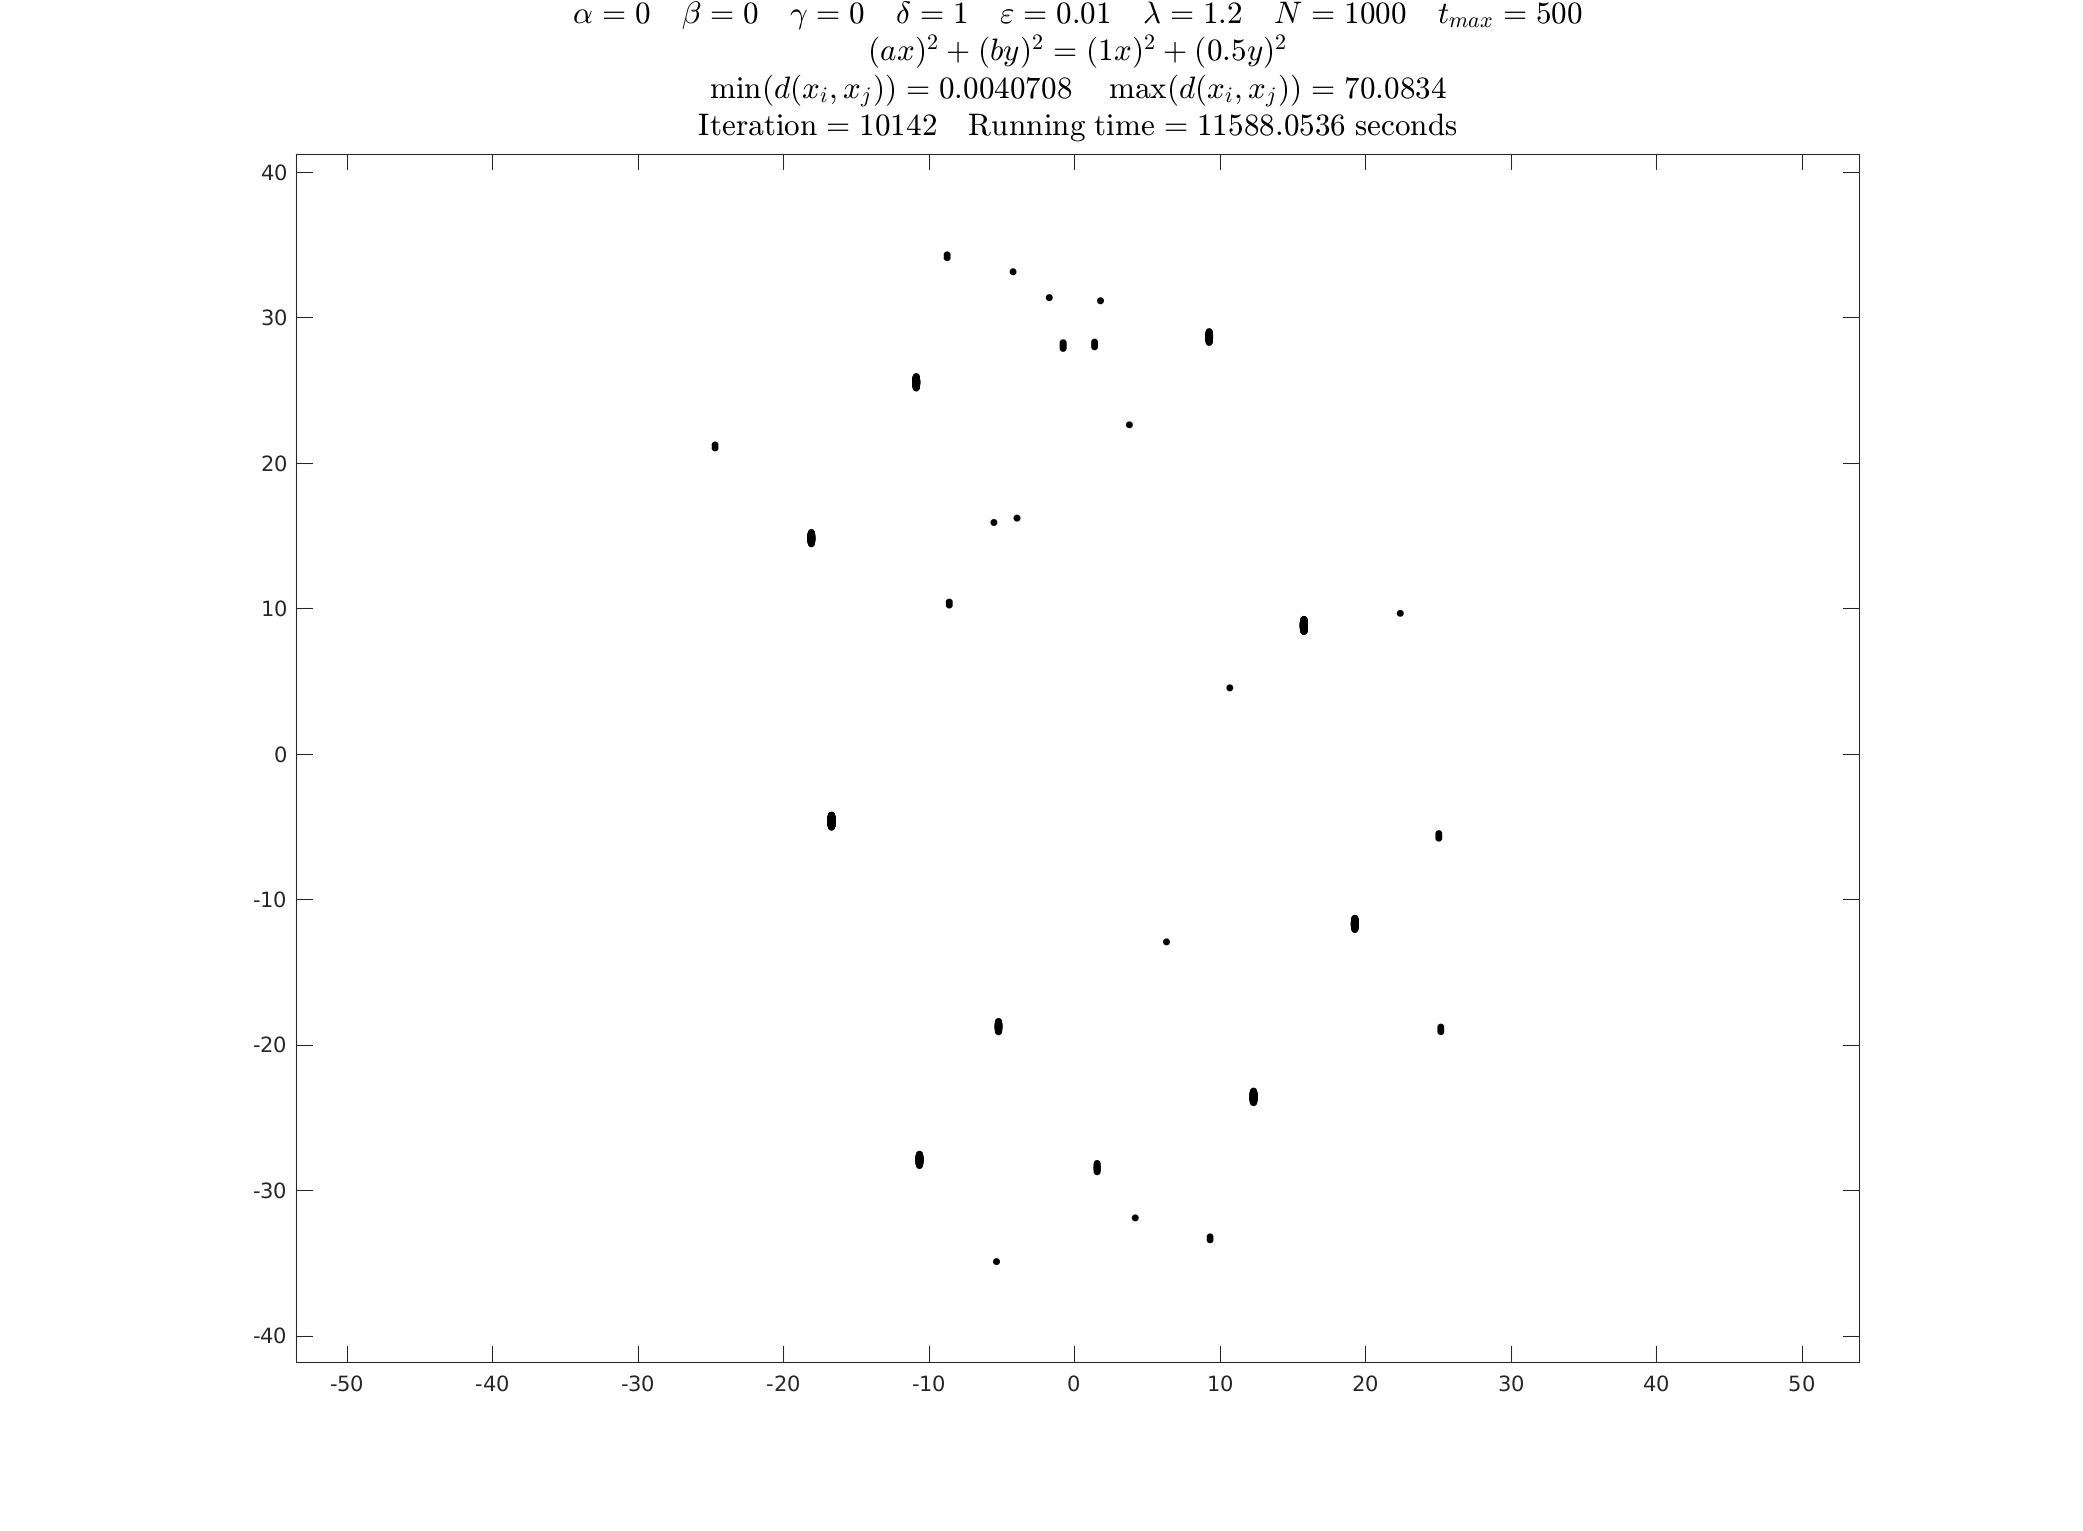 α = 0 β = 0 γ = 0 δ = 1 ε = 0.01 λ = 1.2 N = 1000 t_max = 500
(ax)² + (by)² = (1x)² + (0.5y)²
min(d(x_i, x_j)) = 0.0040708 max(d(x_i, x_j)) = 70.0834
Iteration = 10142 Running time = 11588.0536 seconds
40
30
20
10
0
-10
-20
-30
-40
-50 -40 -30 -20 -10 0 10 20 30 40 50